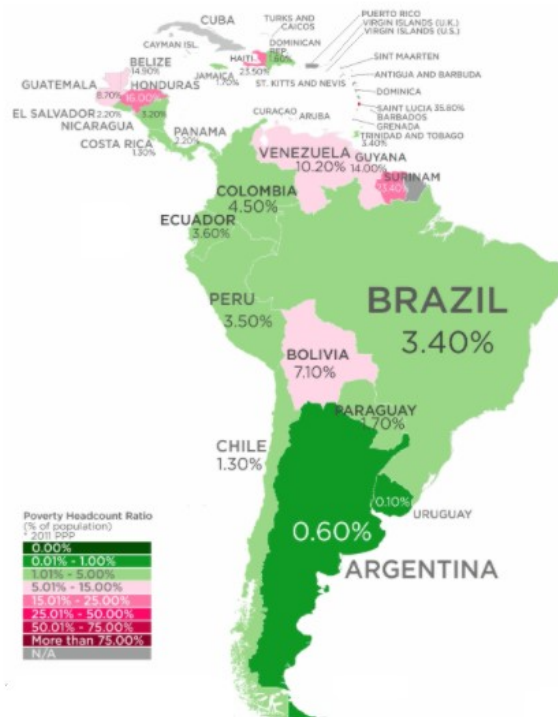 CUBA
TURKS AND
CAICOS
PUERTO RICO
VIRGIN ISLANDS (U.K.)
VIRGIN ISLANDS (U.S.)
CAYMAN ISL.
DOMINICAN
REP.
1.60%
HAITI
23.50%
JAMAICA
1.70%
ST. KITTS AND NEVIS
SINT MAARTEN
ANTIGUA AND BARBUDA
DOMINICA
SAINT LUCIA 35.80%
BARBADOS
GRENADA
TRINIDAD AND TOBAGO
3.40%
BELIZE
14.90%
GUATEMALA
8.70%
HONDURAS
16.00%
EL SALVADOR
2.20%
3.20%
NICARAGUA
COSTA RICA
1.30%
PANAMA
2.20%
CURAÇAO
ARUBA
VENEZUELA
10.20%
GUYANA
14.00%
SURINAM
COLOMBIA
4.50%
ECUADOR
3.60%
PERU
3.50%
BRAZIL
3.40%
BOLIVIA
7.10%
PARAGUAY
1.70%
CHILE
1.30%
0.10%
URUGUAY
0.60%
ARGENTINA
Poverty Headcount Ratio
(% of population)
* 2011 PPP
0.00%
0.01% - 1.00%
1.01% - 5.00%
5.01% - 15.00%
15.01% - 25.00%
25.01% - 50.00%
50.01% - 75.00%
More than 75.00%
N/A